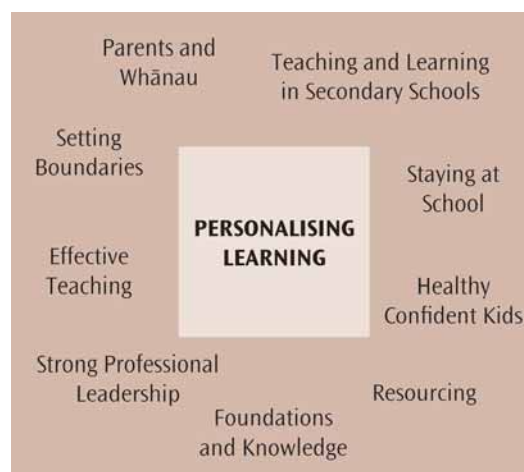 Parents and
Whānau
Teaching and Learning
in Secondary Schools
Setting
Boundaries
Staying at
School
PERSONALISING
LEARNING
Effective
Teaching
Healthy
Confident Kids
Strong Professional
Leadership
Resourcing
Foundations
and Knowledge